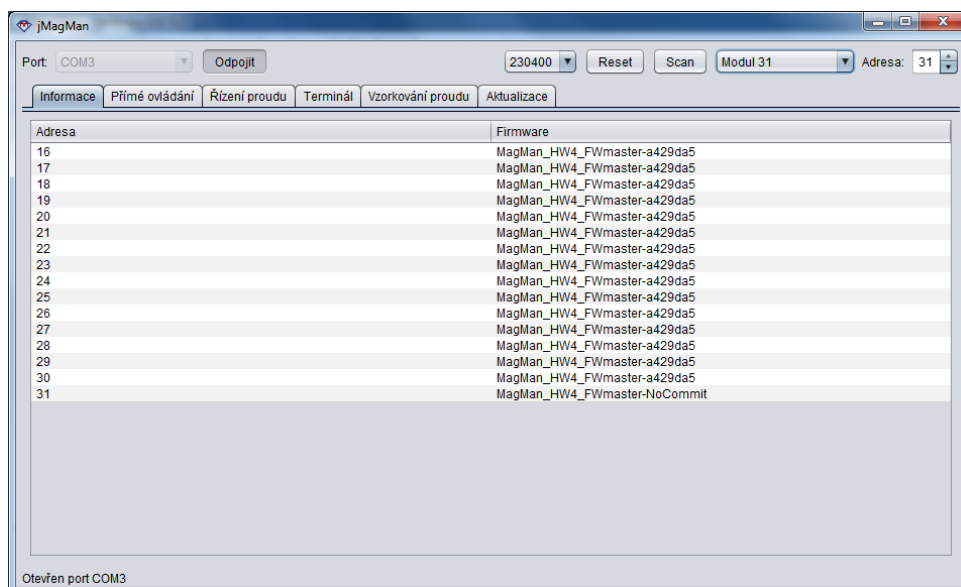 jMagMan
Port: COM3 Odpojit 230400 Reset Scan Modul 31 Adresa: 31
Informace Přímé ovládání Řízení proudu Terminál Vzorkování proudu Aktualizace
Adresa Firmware
16 MagMan_HW4_FWmaster-a429da5
17 MagMan_HW4_FWmaster-a429da5
18 MagMan_HW4_FWmaster-a429da5
19 MagMan_HW4_FWmaster-a429da5
20 MagMan_HW4_FWmaster-a429da5
21 MagMan_HW4_FWmaster-a429da5
22 MagMan_HW4_FWmaster-a429da5
23 MagMan_HW4_FWmaster-a429da5
24 MagMan_HW4_FWmaster-a429da5
25 MagMan_HW4_FWmaster-a429da5
26 MagMan_HW4_FWmaster-a429da5
27 MagMan_HW4_FWmaster-a429da5
28 MagMan_HW4_FWmaster-a429da5
29 MagMan_HW4_FWmaster-a429da5
30 MagMan_HW4_FWmaster-a429da5
31 MagMan_HW4_FWmaster-NoCommit
Otevřen port COM3